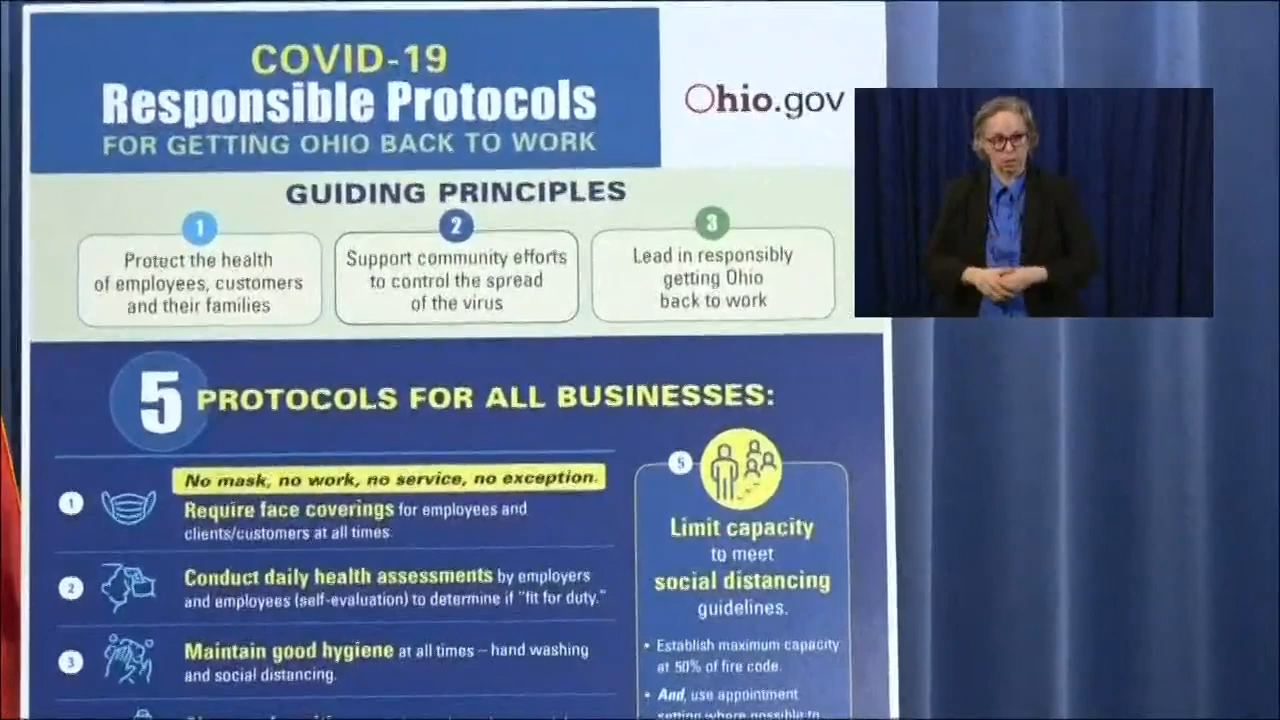 COVID-19
Responsible Protocols
FOR GETTING OHIO BACK TO WORK
Ohio.gov
GUIDING PRINCIPLES
1
Protect the health
of employees, customers
and their families
2
Support community efforts
to control the spread
of the virus
3
Lead in responsibly
getting Ohio
back to work
5 PROTOCOLS FOR ALL BUSINESSES:
1
No mask, no work, no service, no exception.
Require face coverings for employees and
clients/customers at all times.
2
Conduct daily health assessments by employers
and employees (self-evaluation) to determine if "fit for duty."
3
Maintain good hygiene at all times – hand washing
and social distancing.
5
Limit capacity
to meet
social distancing
guidelines.
• Establish maximum capacity
at 50% of fire code.
• And, use appointment
setting where possible to